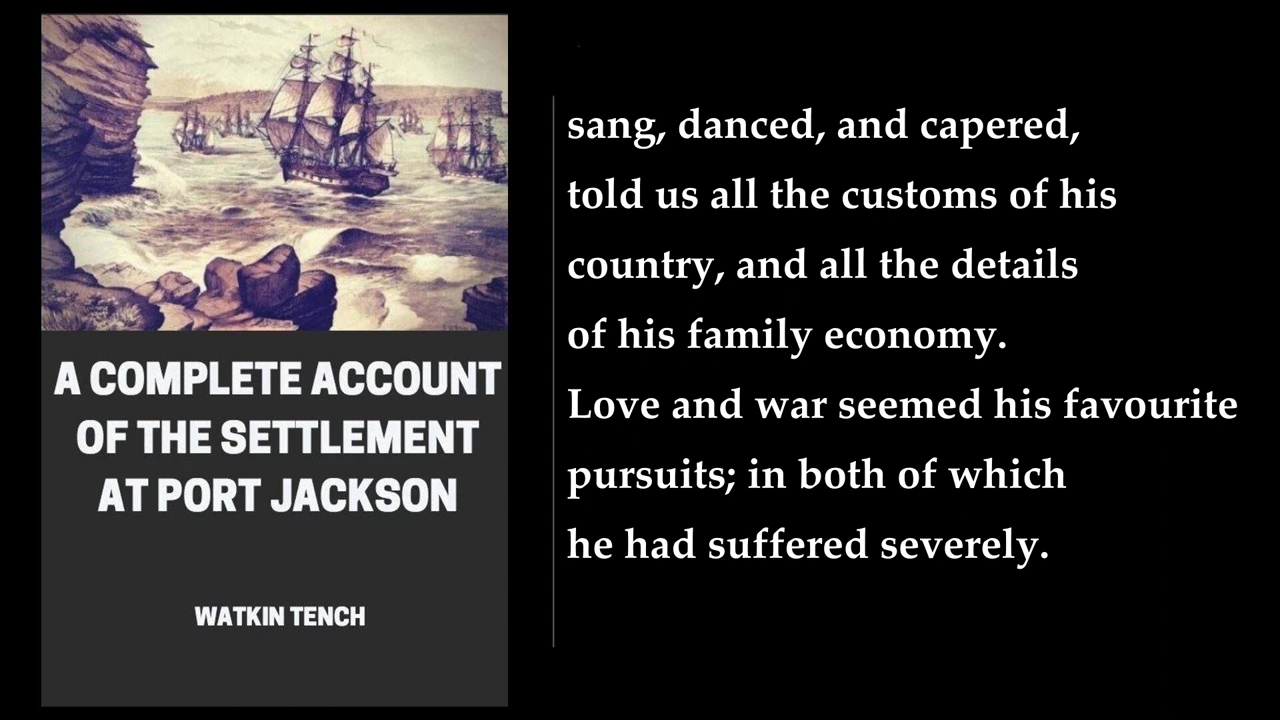 A COMPLETE ACCOUNT
OF THE SETTLEMENT
AT PORT JACKSON
WATKIN TENCH
sang, danced, and capered,
told us all the customs of his
country, and all the details
of his family economy.
Love and war seemed his favourite
pursuits; in both of which
he had suffered severely.